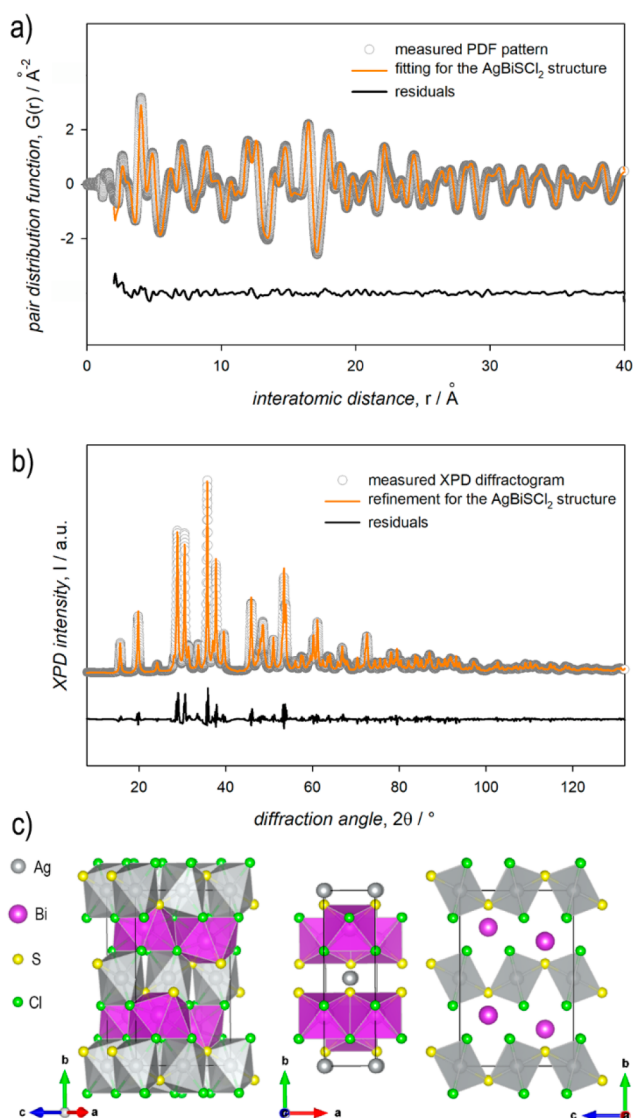 a)
measured PDF pattern
fitting for the AgBiSCl₂ structure
residuals
pair distribution function, G(r) / Å⁻²
2
0
-2
0
10
20
30
40
interatomic distance, r / Å
b)
measured XPD diffractogram
refinement for the AgBiSCl₂ structure
residuals
XPD intensity, I / a.u.
20
40
60
80
100
120
diffraction angle, 2θ / °
c)
Ag
Bi
S
Cl
b
c
a
b
a
b
c